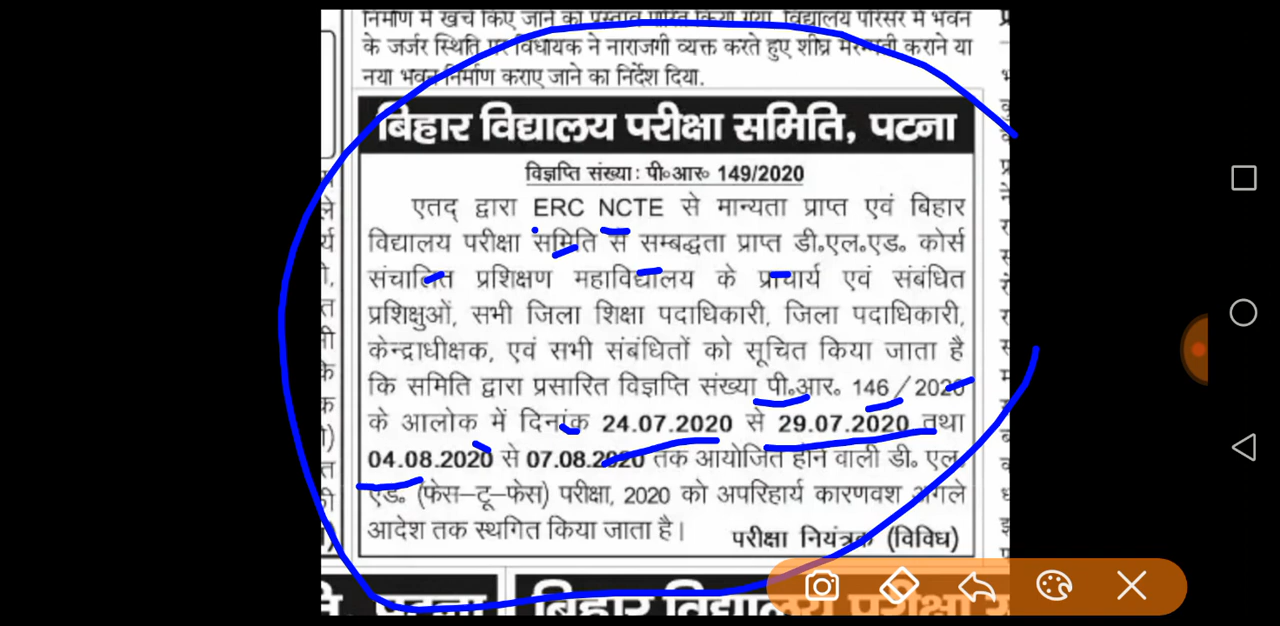 निर्माण में खर्च किए जाने का प्रस्ताव पारित किया गया. विद्यालय परिसर में भवन
के जर्जर स्थिति पर विधायक ने नाराजगी व्यक्त करते हुए शीघ्र मरम्मती कराने या
नया भवन निर्माण कराए जाने का निर्देश दिया.
बिहार विद्यालय परीक्षा समिति, पटना
विज्ञप्ति संख्या: पी॰आर॰ 149/2020
एतद् द्वारा ERC NCTE से मान्यता प्राप्त एवं बिहार
विद्यालय परीक्षा समिति से सम्बद्धता प्राप्त डी॰एल॰एड॰ कोर्स
संचालित प्रशिक्षण महाविद्यालय के प्राचार्य एवं संबंधित
प्रशिक्षुओं, सभी जिला शिक्षा पदाधिकारी, जिला पदाधिकारी,
केन्द्राधीक्षक, एवं सभी संबंधितों को सूचित किया जाता है
कि समिति द्वारा प्रसारित विज्ञप्ति संख्या पी॰आर. 146/2020
के आलोक में दिनांक 24.07.2020 से 29.07.2020 तथा
04.08.2020 से 07.08.2020 तक आयोजित होने वाली डी. एल.
एड॰ (फेस-टू-फेस) परीक्षा, 2020 को अपरिहार्य कारणवश अगले
आदेश तक स्थगित किया जाता है।
परीक्षा नियंत्रक (विविध)
पटना
बिहार विद्यालय परीक्षा